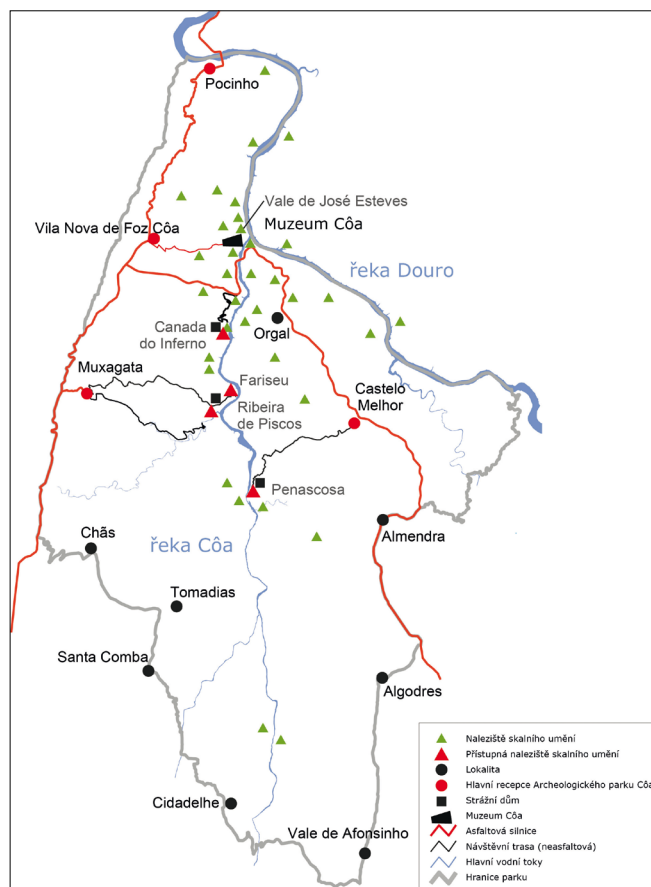 Pocinho
Vale de José Esteves
Muzeum Côa
Vila Nova de Foz Côa
řeka Douro
Orgal
Canada
do Inferno
Muxagata
Fariseu
Castelo
Melhor
Ribeira
de Piscos
Penascosa
Almendra
Chãs
řeka Côa
Tomadias
Santa Comba
Algodres
Cidadelhe
Vale de Afonsinho
Naleziště skalního umění
Přístupná naleziště skalního umění
Lokalita
Hlavní recepce Archeologického parku Côa
Strážní dům
Muzeum Côa
Asfaltová silnice
Návštěvní trasa (neasfaltová)
Hlavní vodní toky
Hranice parku